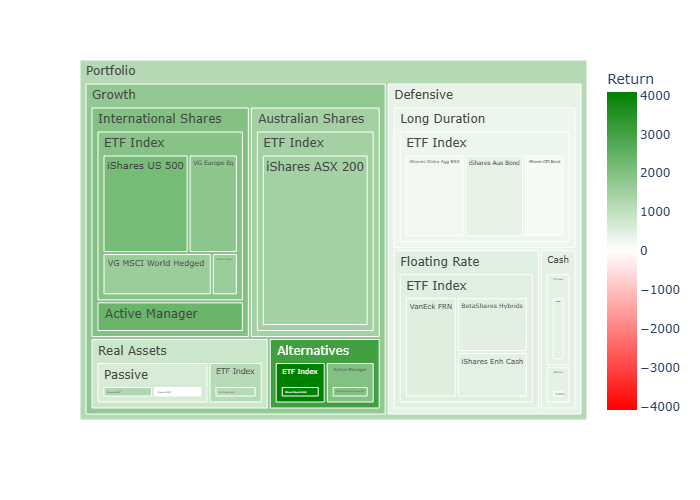 Portfolio
Growth
International Shares
ETF Index
iShares US 500
VG Europe Eq
VG MSCI World Hedged
Active Manager
Australian Shares
ETF Index
iShares ASX 200
Real Assets
Passive
ETF Index
Alternatives
ETF Index
Active Manager
Defensive
Long Duration
ETF Index
iShares Globa Agg BND
iShares Aus Bond
iShares CPI Bond
Floating Rate
ETF Index
VanEck FRN
BetaShares Hybrids
iShares Enh Cash
Cash
Return
4000
3000
2000
1000
0
−1000
−2000
−3000
−4000